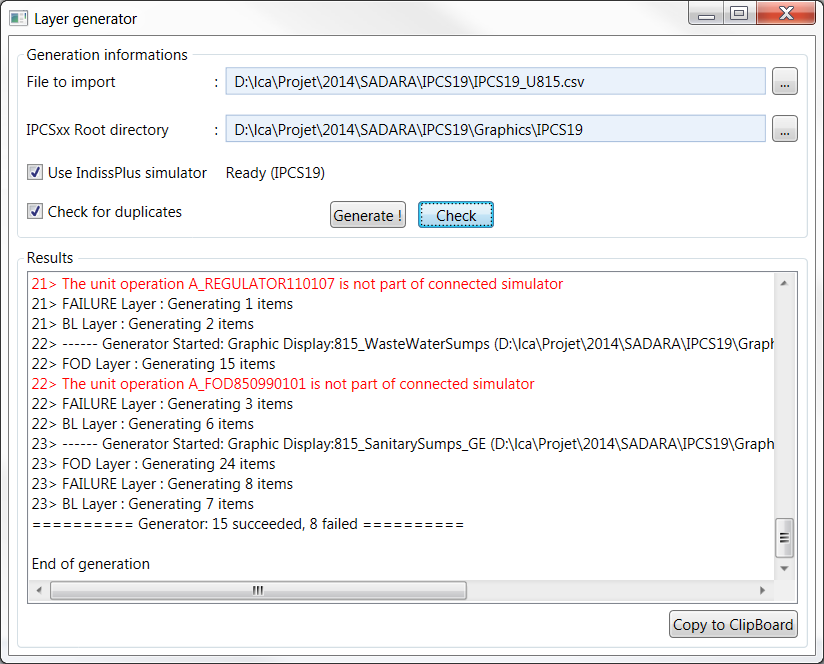 Layer generator
Generation informations
File to import : D:\Ica\Projet\2014\SADARA\IPCS19\IPCS19_U815.csv ...
IPCSxx Root directory : D:\Ica\Projet\2014\SADARA\IPCS19\Graphics\IPCS19 ...
Use IndissPlus simulator Ready (IPCS19)
Check for duplicates Generate ! Check
Results
21> The unit operation A_REGULATOR110107 is not part of connected simulator
21> FAILURE Layer : Generating 1 items
21> BL Layer : Generating 2 items
22> ------ Generator Started: Graphic Display:815_WasteWaterSumps (D:\Ica\Projet\2014\SADARA\IPCS19\Graph
22> FOD Layer : Generating 15 items
22> The unit operation A_FOD850990101 is not part of connected simulator
22> FAILURE Layer : Generating 3 items
22> BL Layer : Generating 6 items
23> ------ Generator Started: Graphic Display:815_SanitarySumps_GE (D:\Ica\Projet\2014\SADARA\IPCS19\Graph
23> FOD Layer : Generating 24 items
23> FAILURE Layer : Generating 8 items
23> BL Layer : Generating 7 items
========== Generator: 15 succeeded, 8 failed ==========
End of generation
Copy to ClipBoard